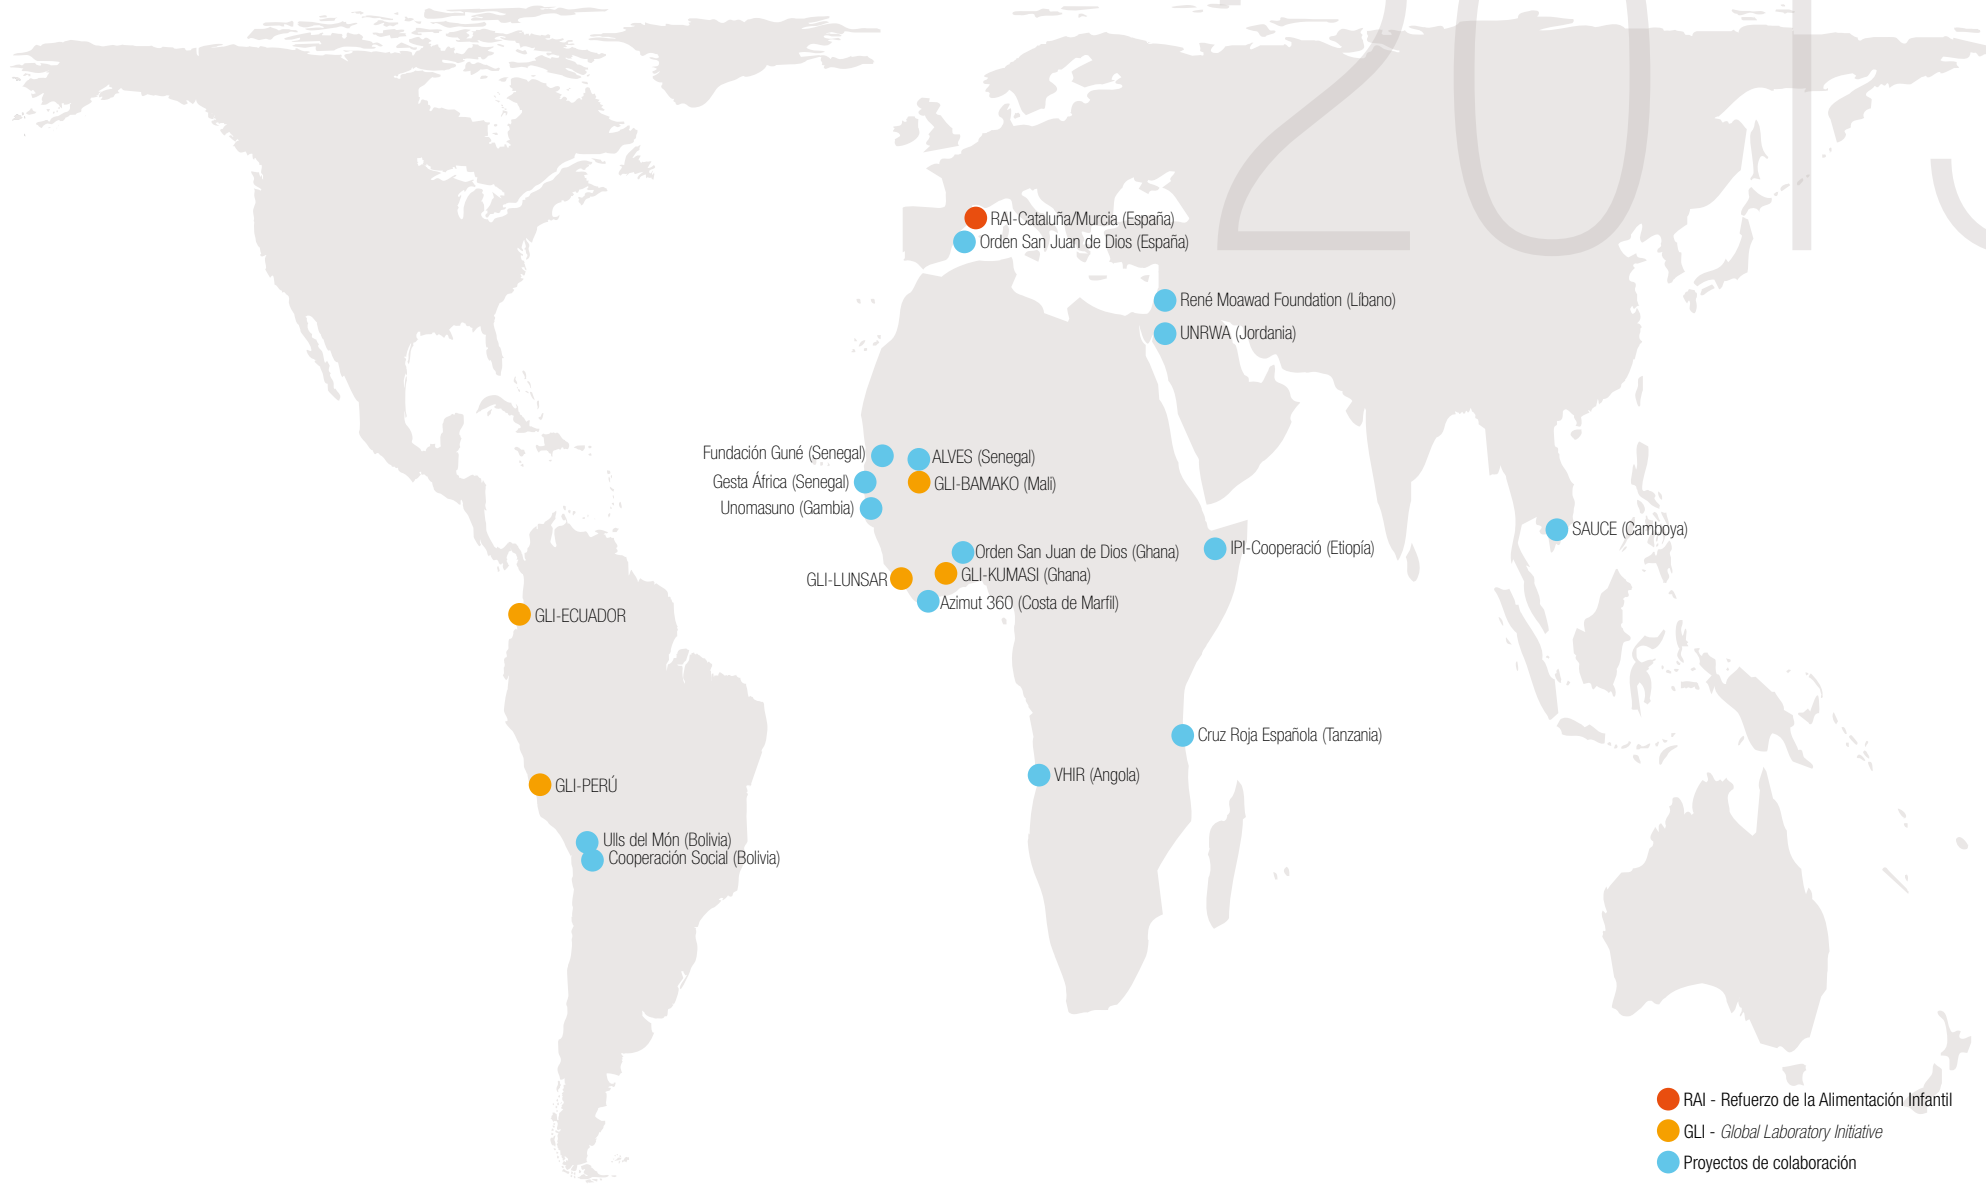 201
RAI-Cataluña/Murcia (España)
Orden San Juan de Dios (España)
René Moawad Foundation (Líbano)
UNRWA (Jordania)
Fundación Guné (Senegal)
ALVES (Senegal)
Gesta África (Senegal)
GLI-BAMAKO (Mali)
Unomasuno (Gambia)
SAUCE (Camboya)
Orden San Juan de Dios (Ghana)
IPI-Cooperació (Etiopía)
GLI-LUNSAR
GLI-KUMASI (Ghana)
Azimut 360 (Costa de Marfil)
GLI-ECUADOR
Cruz Roja Española (Tanzania)
VHIR (Angola)
GLI-PERÚ
Ulls del Món (Bolivia)
Cooperación Social (Bolivia)
RAI - Refuerzo de la Alimentación Infantil
GLI - Global Laboratory Initiative
Proyectos de colaboración